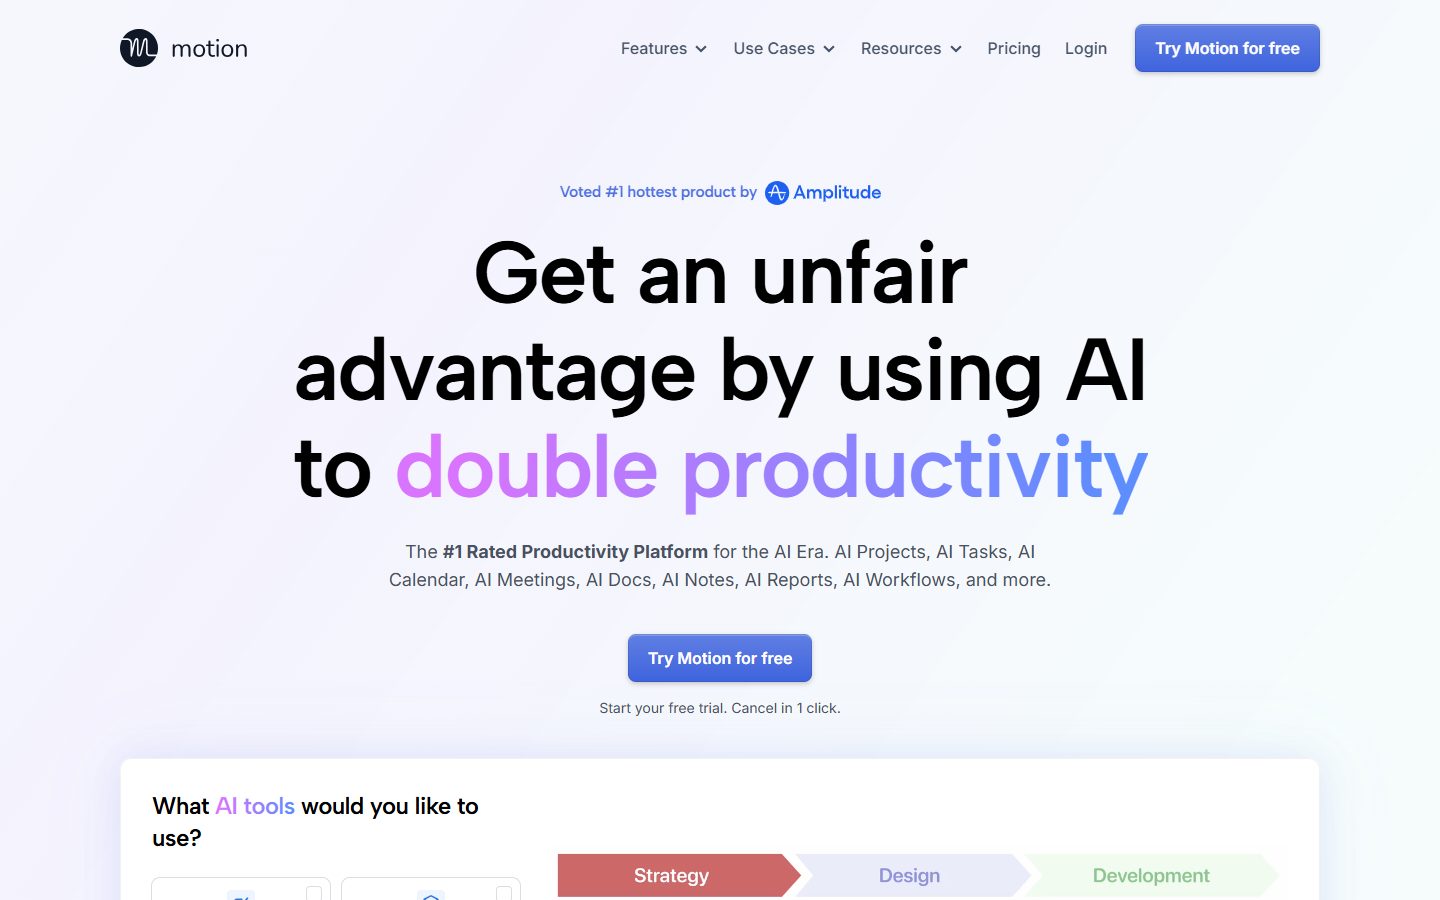 motion
Features
Use Cases
Resources
Pricing
Login
Try Motion for free
Voted #1 hottest product by Amplitude
Get an unfair
advantage by using AI
to double productivity
The #1 Rated Productivity Platform for the AI Era. AI Projects, AI Tasks, AI
Calendar, AI Meetings, AI Docs, AI Notes, AI Reports, AI Workflows, and more.
Try Motion for free
Start your free trial. Cancel in 1 click.
What AI tools would you like to
use?
Strategy
Design
Development